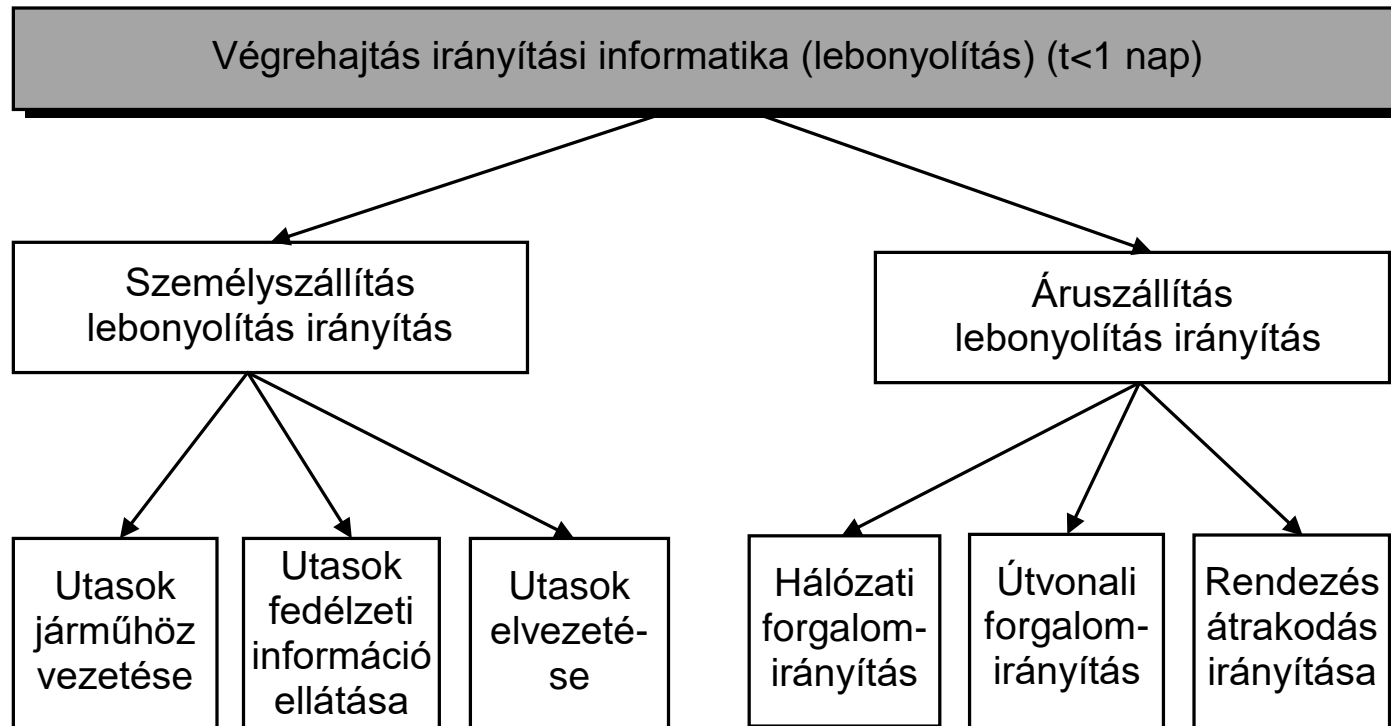 Végrehajtás irányítási informatika (lebonyolítás) (t<1 nap)
Személyszállítás
lebonyolítás irányítás
Áruszállítás
lebonyolítás irányítás
Utasok
járműhöz
vezetése
Utasok
fedélzeti
információ
ellátása
Utasok
elvezeté-
se
Hálózati
forgalom-
irányítás
Útvonali
forgalom-
irányítás
Rendezés
átrakodás
irányítása